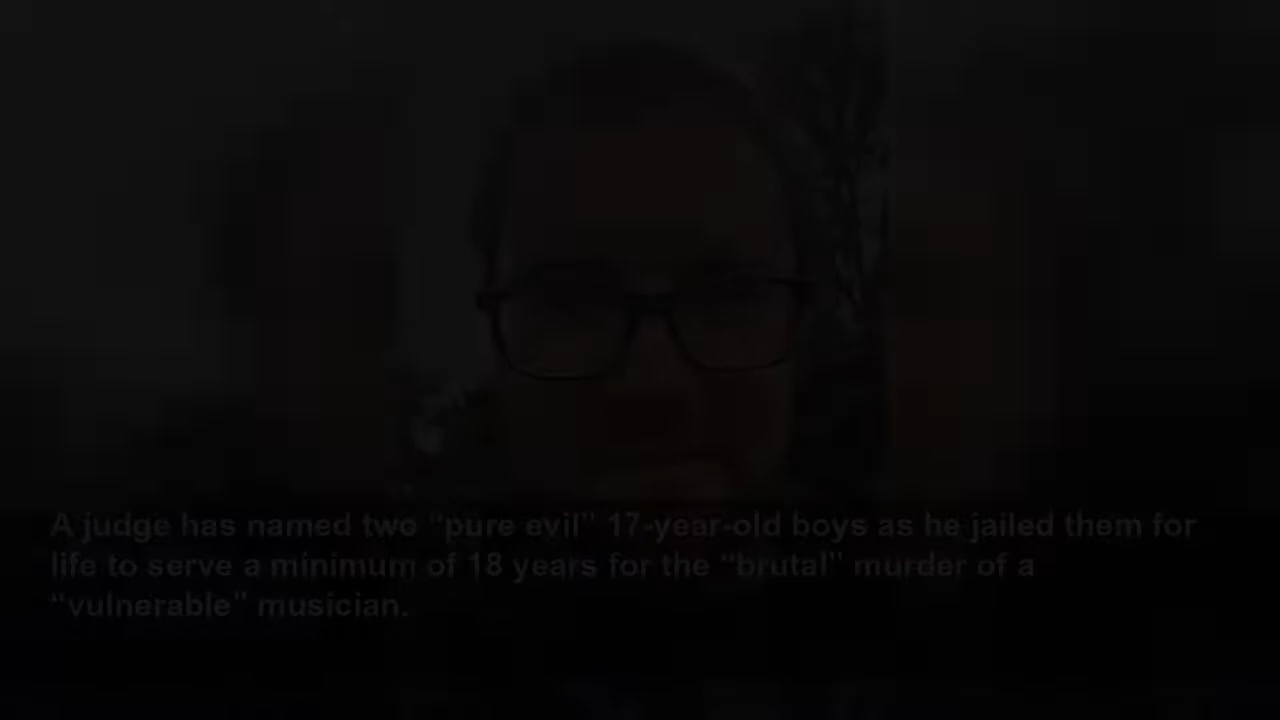 A judge has named two “pure evil” 17-year-old boys as he jailed them for
life to serve a minimum of 18 years for the “brutal” murder of a
“vulnerable” musician.